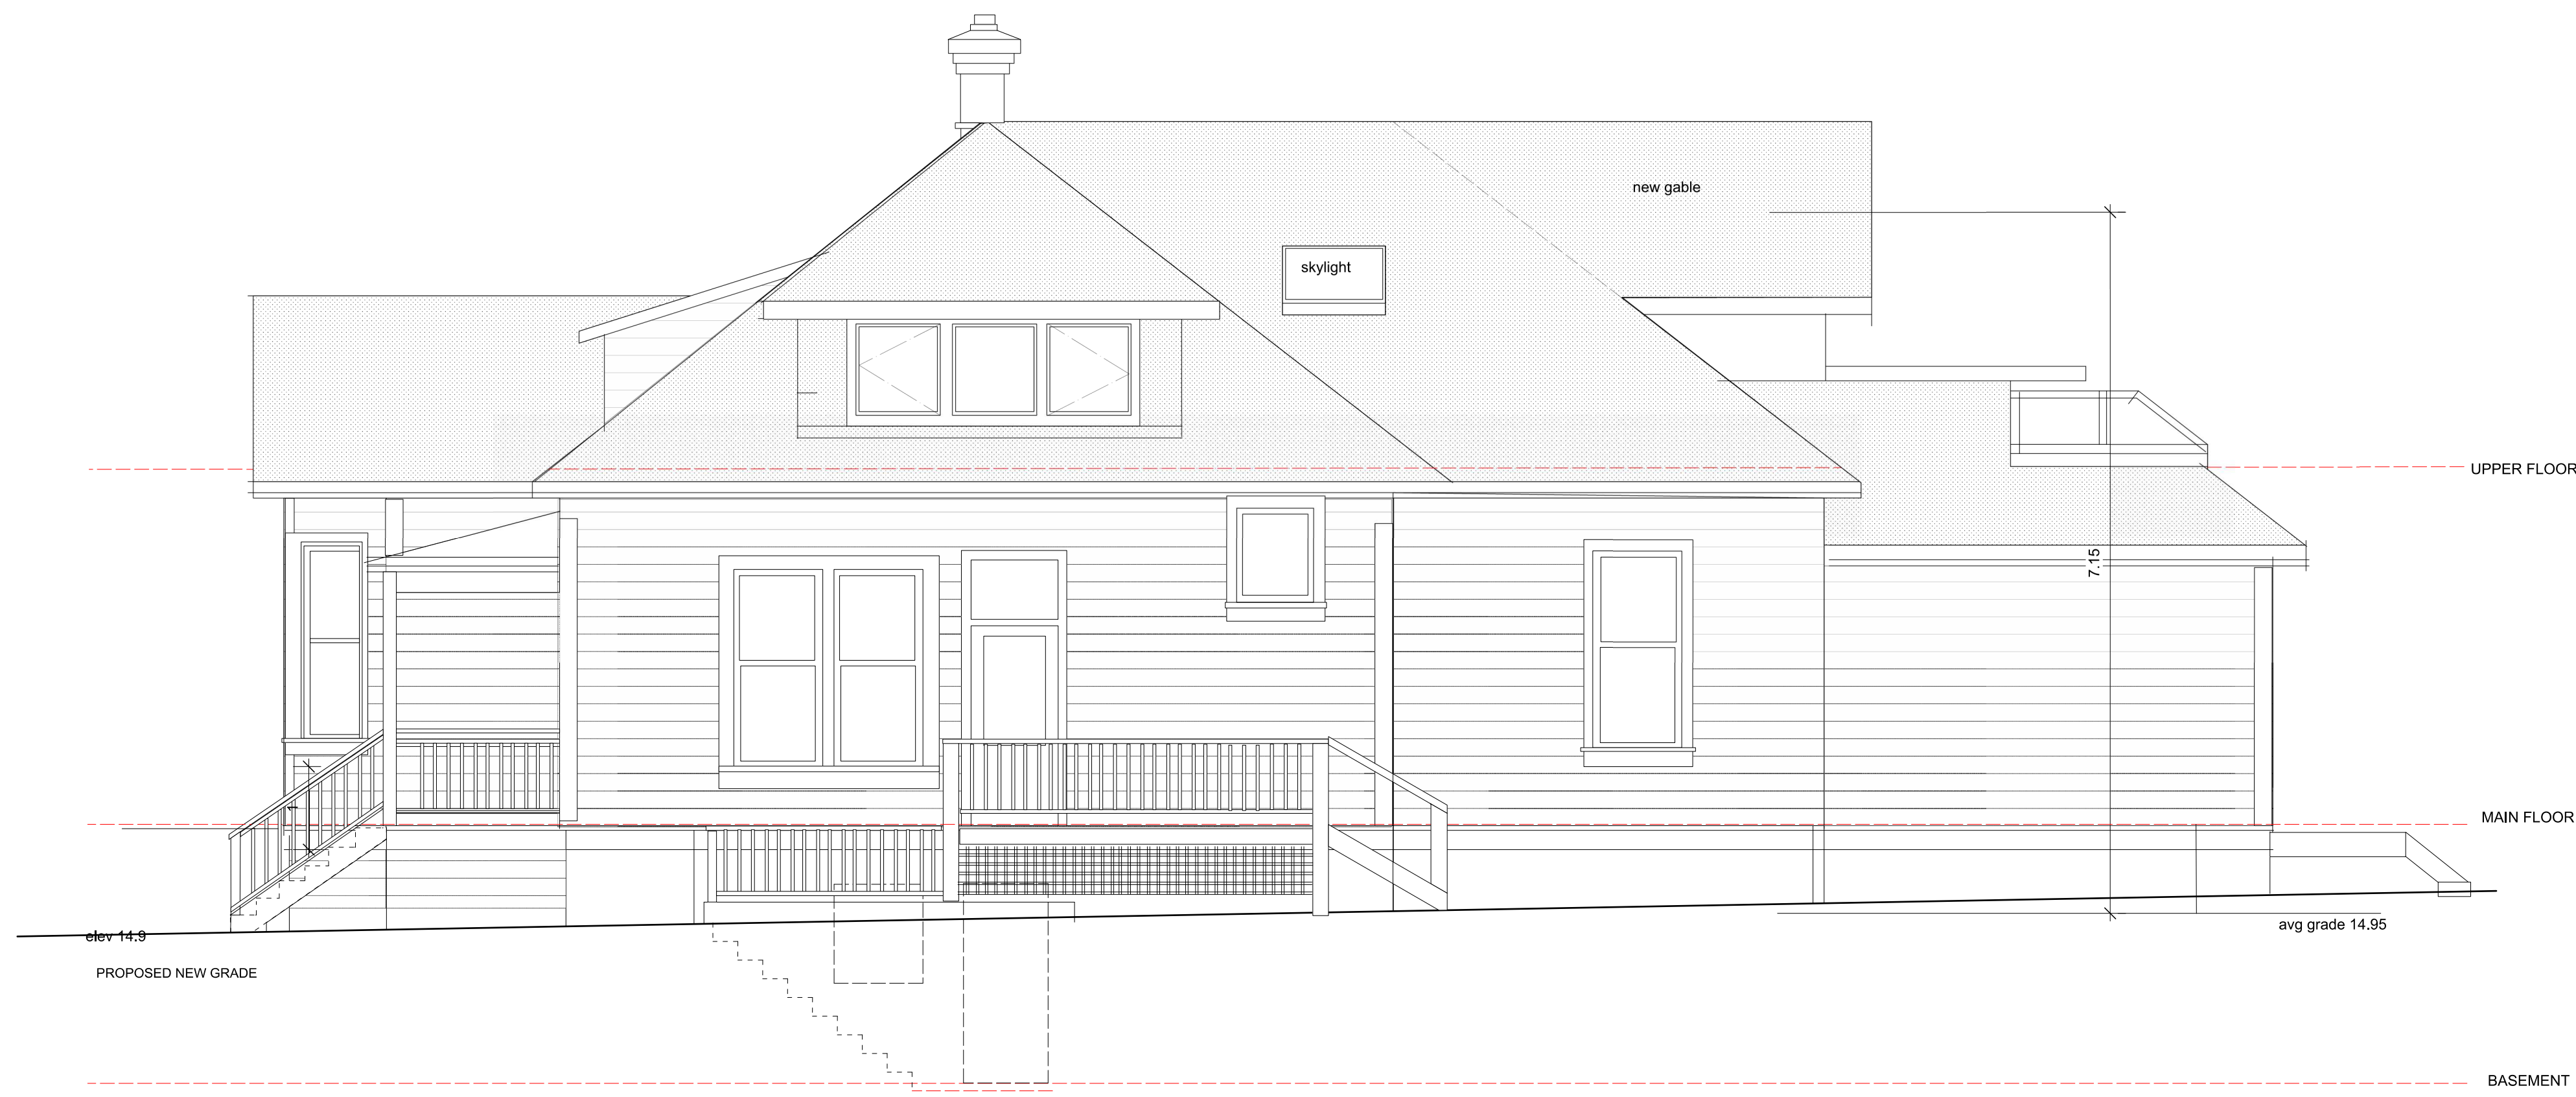 new gable
skylight
UPPER FLOOR
7.15
1
MAIN FLOOR
elev 14.9
avg grade 14.95
PROPOSED NEW GRADE
BASEMENT